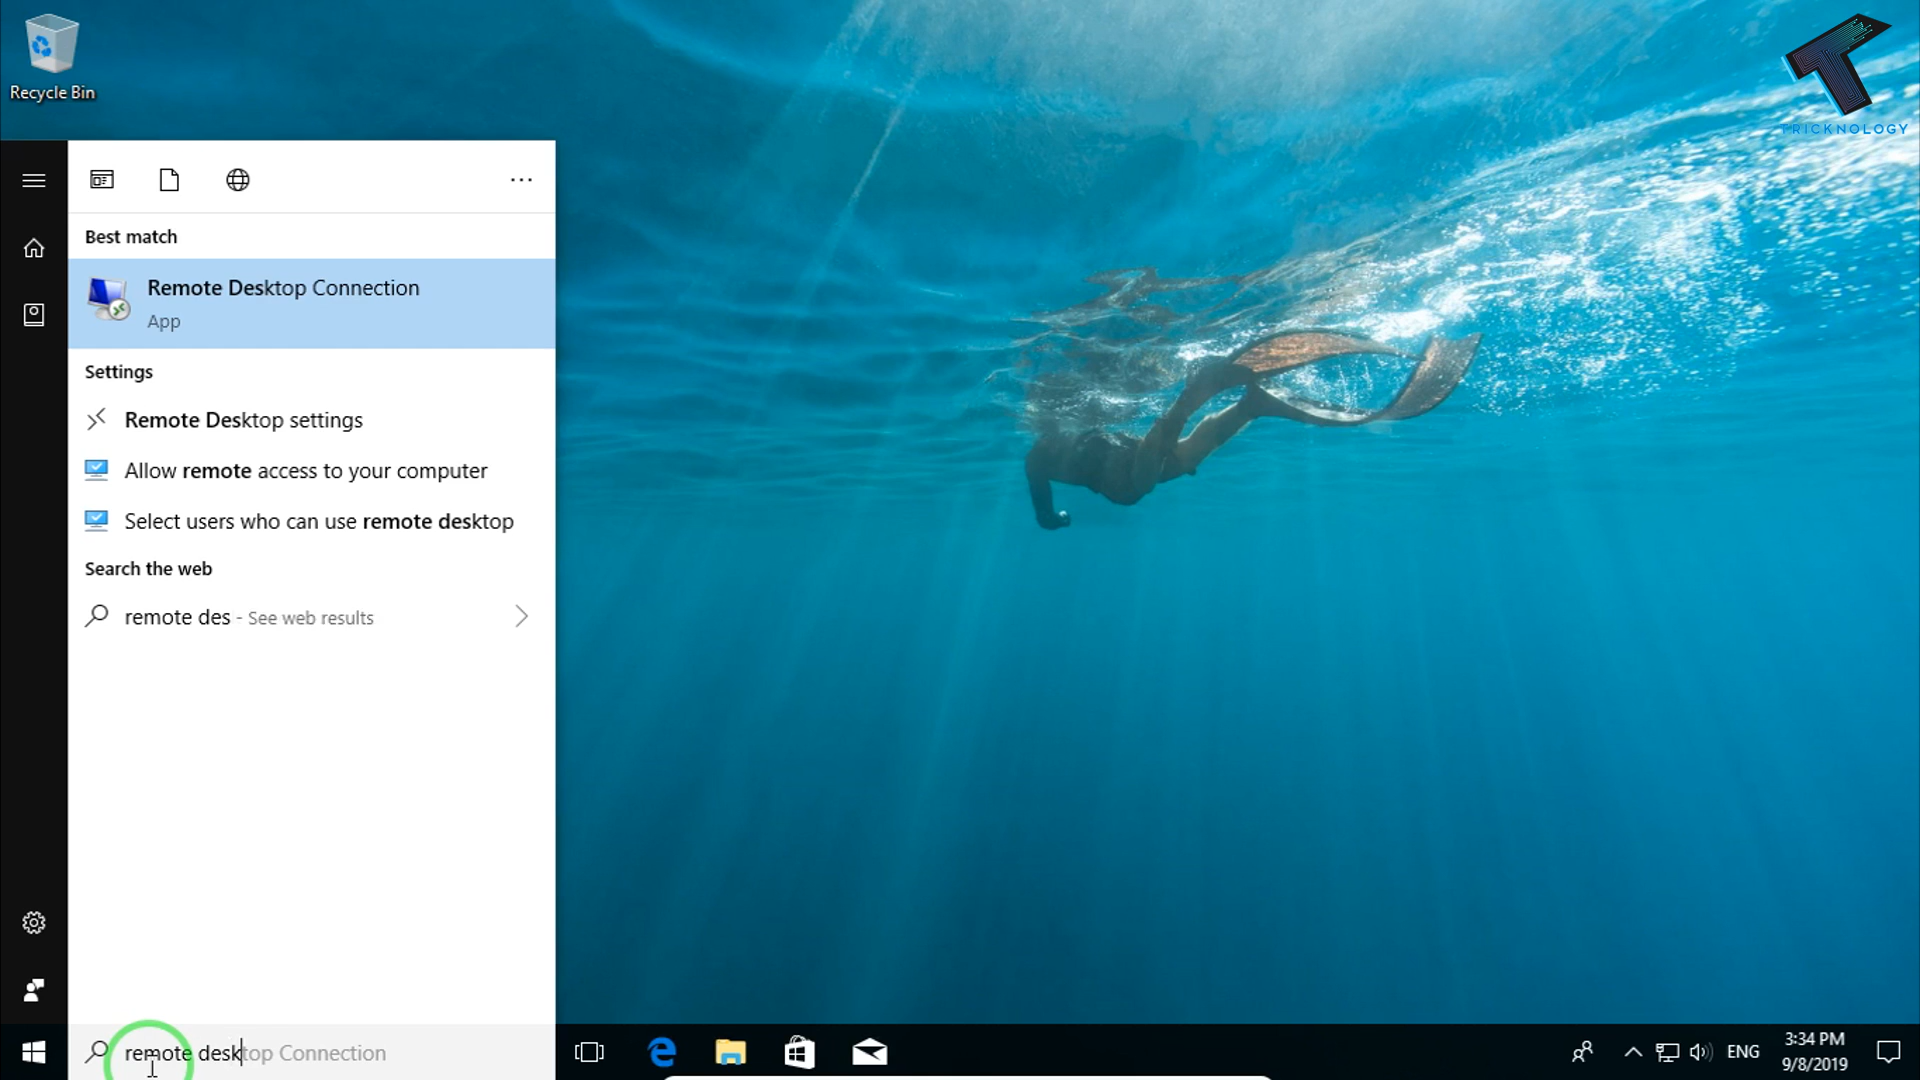 Recycle Bin
TRICKNOLOGY
Best match
Remote Desktop Connection
App
Settings
Remote Desktop settings
Allow remote access to your computer
Select users who can use remote desktop
Search the web
remote des - See web results
remote desktop Connection
ENG
3:34 PM
9/8/2019